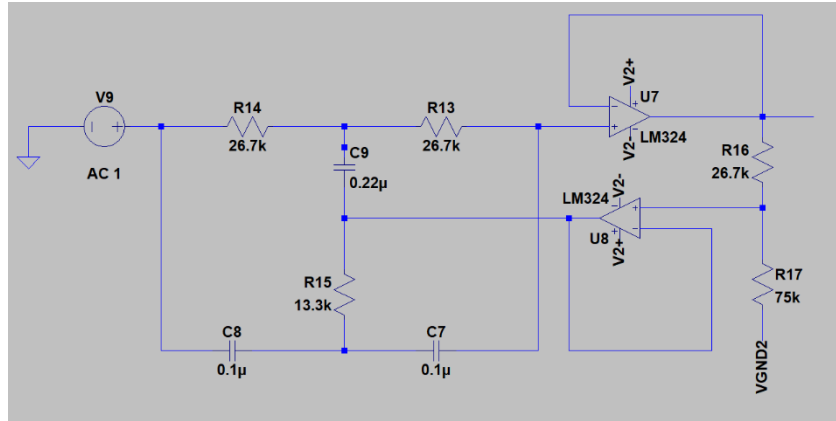 V9
AC 1
R14
26.7k
R13
26.7k
C9
0.22µ
V2+
U7
V2-
LM324
R16
26.7k
LM324
V2-
U8
V2+
R15
13.3k
R17
75k
C8
0.1µ
C7
0.1µ
VGND2